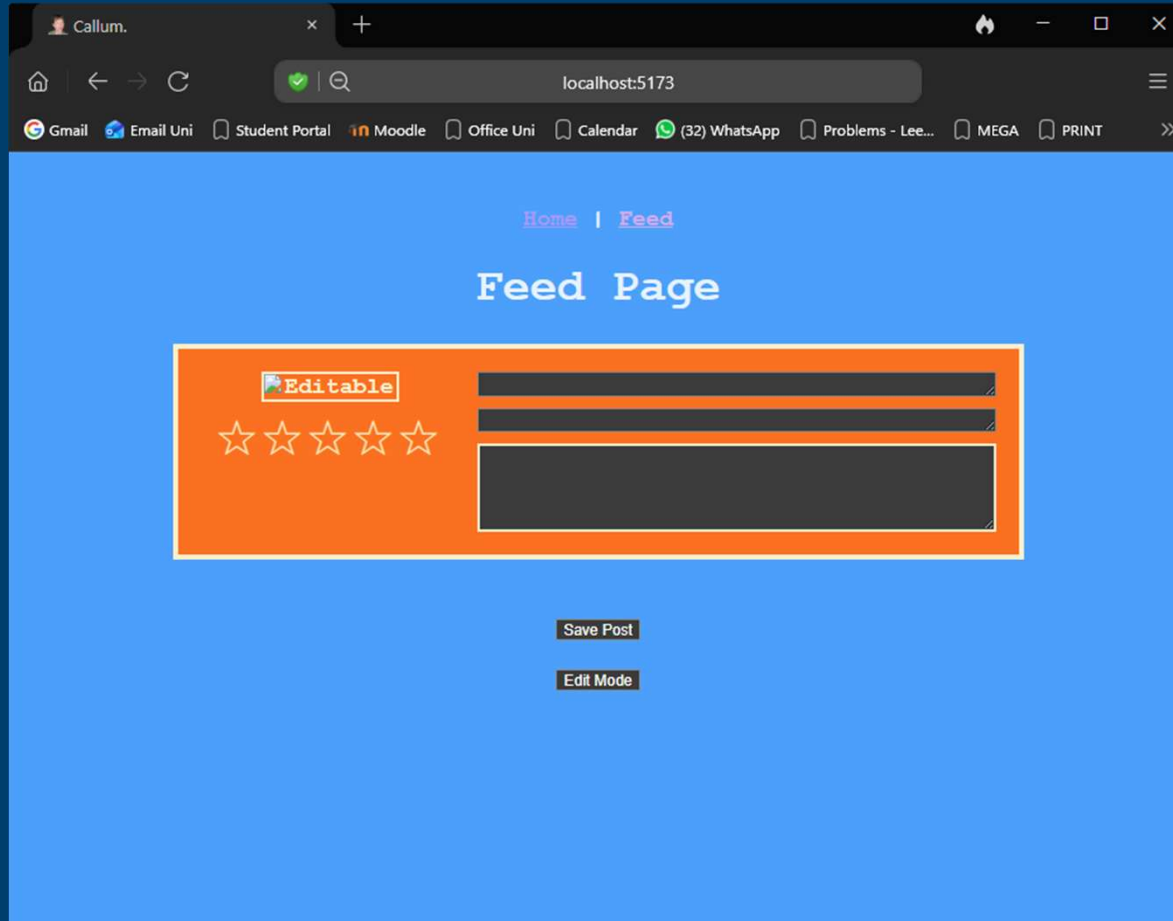 Callum.
localhost:5173
Gmail Email Uni Student Portal Moodle Office Uni Calendar (32) WhatsApp Problems - Lee... MEGA PRINT
Home | Feed
Feed Page
Editable
Save Post
Edit Mode